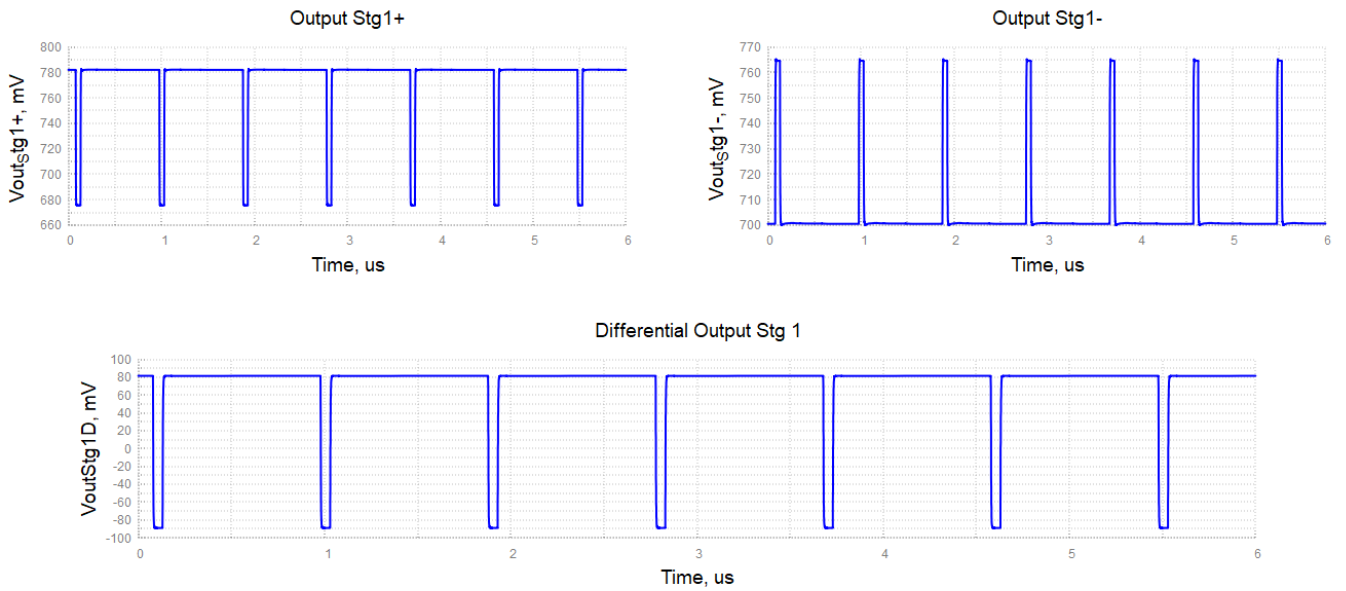 Output Stg1+
800
780
760
740
720
700
680
660
Vout_Stg1+, mV
0 1 2 3 4 5 6
Time, us
Output Stg1-
770
760
750
740
730
720
710
700
Vout_Stg1-, mV
0 1 2 3 4 5 6
Time, us
Differential Output Stg 1
100
80
60
40
20
0
-20
-40
-60
-80
-100
VoutStg1D, mV
0 1 2 3 4 5 6
Time, us